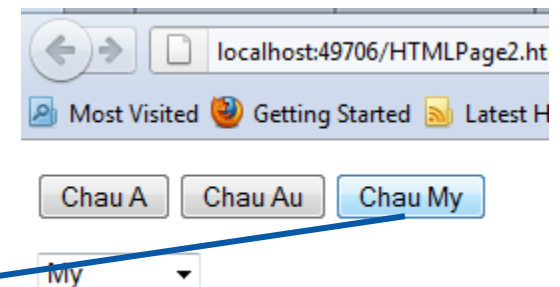 localhost:49706/HTMLPage2.ht
Most Visited Getting Started Latest H
Chau A Chau Au Chau My
My